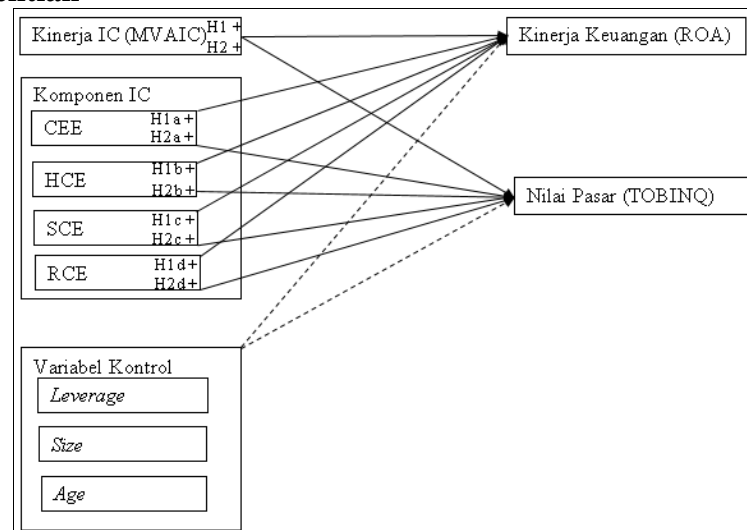 Kinerja IC (MVAIC) H1 +
H2 +
Kinerja Keuangan (ROA)
Komponen IC
CEE H1a+
H2a+
HCE H1b+
H2b+
SCE H1c+
H2c+
RCE H1d+
H2d+
Nilai Pasar (TOBINQ)
Variabel Kontrol
Leverage
Size
Age